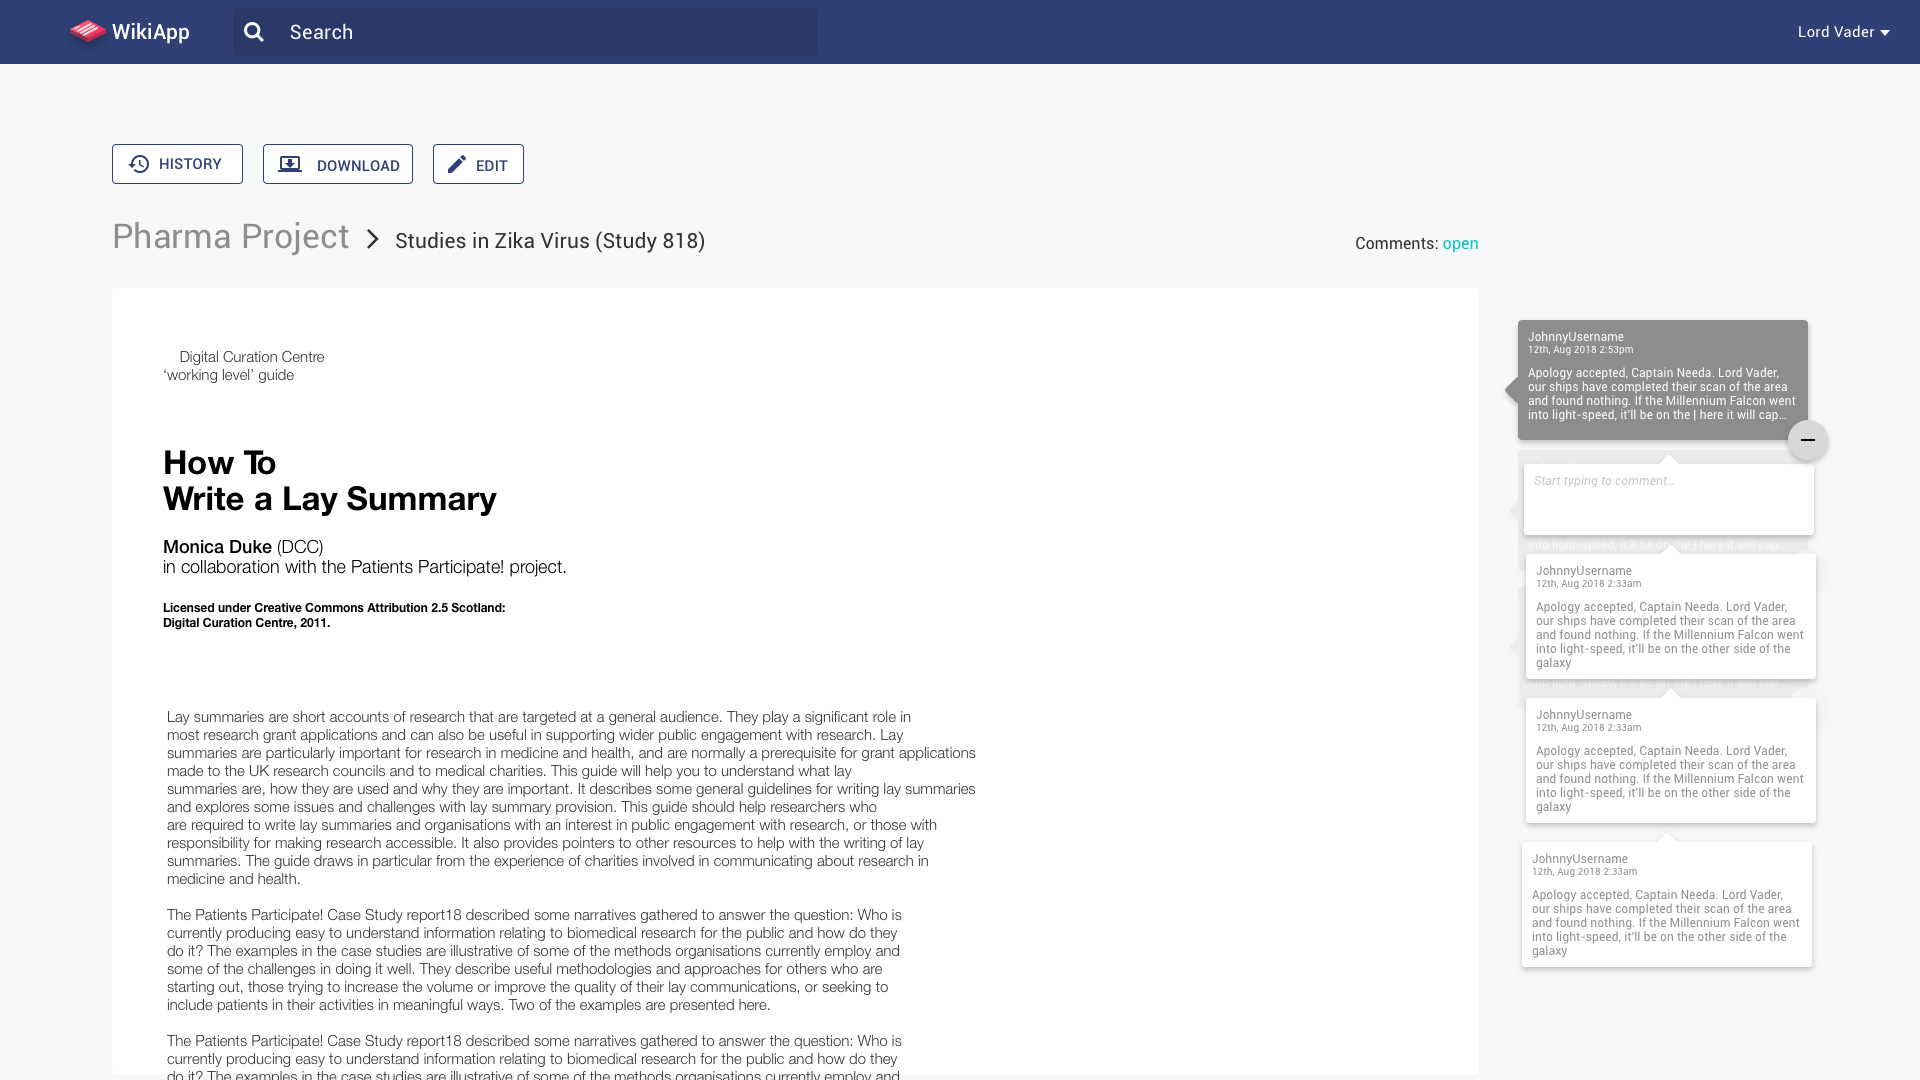 WikiApp
Search
Lord Vader
HISTORY
DOWNLOAD
EDIT
Pharma Project
Studies in Zika Virus (Study 818)
Comments: open
Digital Curation Centre
‘working level’ guide
How To
Write a Lay Summary
Monica Duke (DCC)
in collaboration with the Patients Participate! project.
Licensed under Creative Commons Attribution 2.5 Scotland:
Digital Curation Centre, 2011.
Lay summaries are short accounts of research that are targeted at a general audience. They play a significant role in
most research grant applications and can also be useful in supporting wider public engagement with research. Lay
summaries are particularly important for research in medicine and health, and are normally a prerequisite for grant applications
made to the UK research councils and to medical charities. This guide will help you to understand what lay
summaries are, how they are used and why they are important. It describes some general guidelines for writing lay summaries
and explores some issues and challenges with lay summary provision. This guide should help researchers who
are required to write lay summaries and organisations with an interest in public engagement with research, or those with
responsibility for making research accessible. It also provides pointers to other resources to help with the writing of lay
summaries. The guide draws in particular from the experience of charities involved in communicating about research in
medicine and health.
The Patients Participate! Case Study report18 described some narratives gathered to answer the question: Who is
currently producing easy to understand information relating to biomedical research for the public and how do they
do it? The examples in the case studies are illustrative of some of the methods organisations currently employ and
some of the challenges in doing it well. They describe useful methodologies and approaches for others who are
starting out, those trying to increase the volume or improve the quality of their lay communications, or seeking to
include patients in their activities in meaningful ways. Two of the examples are presented here.
The Patients Participate! Case Study report18 described some narratives gathered to answer the question: Who is
currently producing easy to understand information relating to biomedical research for the public and how do they
do it? The examples in the case studies are illustrative of some of the methods organisations currently employ and
JohnnyUsername
12th, Aug 2018 2:53pm
Apology accepted, Captain Needa. Lord Vader,
our ships have completed their scan of the area
and found nothing. If the Millennium Falcon went
into light-speed, it’ll be on the | here it will cap...
Start typing to comment...
into light-speed, it’ll be on the | here it will cap...
JohnnyUsername
12th, Aug 2018 2:33am
Apology accepted, Captain Needa. Lord Vader,
our ships have completed their scan of the area
and found nothing. If the Millennium Falcon went
into light-speed, it’ll be on the other side of the
galaxy
JohnnyUsername
12th, Aug 2018 2:33am
Apology accepted, Captain Needa. Lord Vader,
our ships have completed their scan of the area
and found nothing. If the Millennium Falcon went
into light-speed, it’ll be on the other side of the
galaxy
JohnnyUsername
12th, Aug 2018 2:33am
Apology accepted, Captain Needa. Lord Vader,
our ships have completed their scan of the area
and found nothing. If the Millennium Falcon went
into light-speed, it’ll be on the other side of the
galaxy